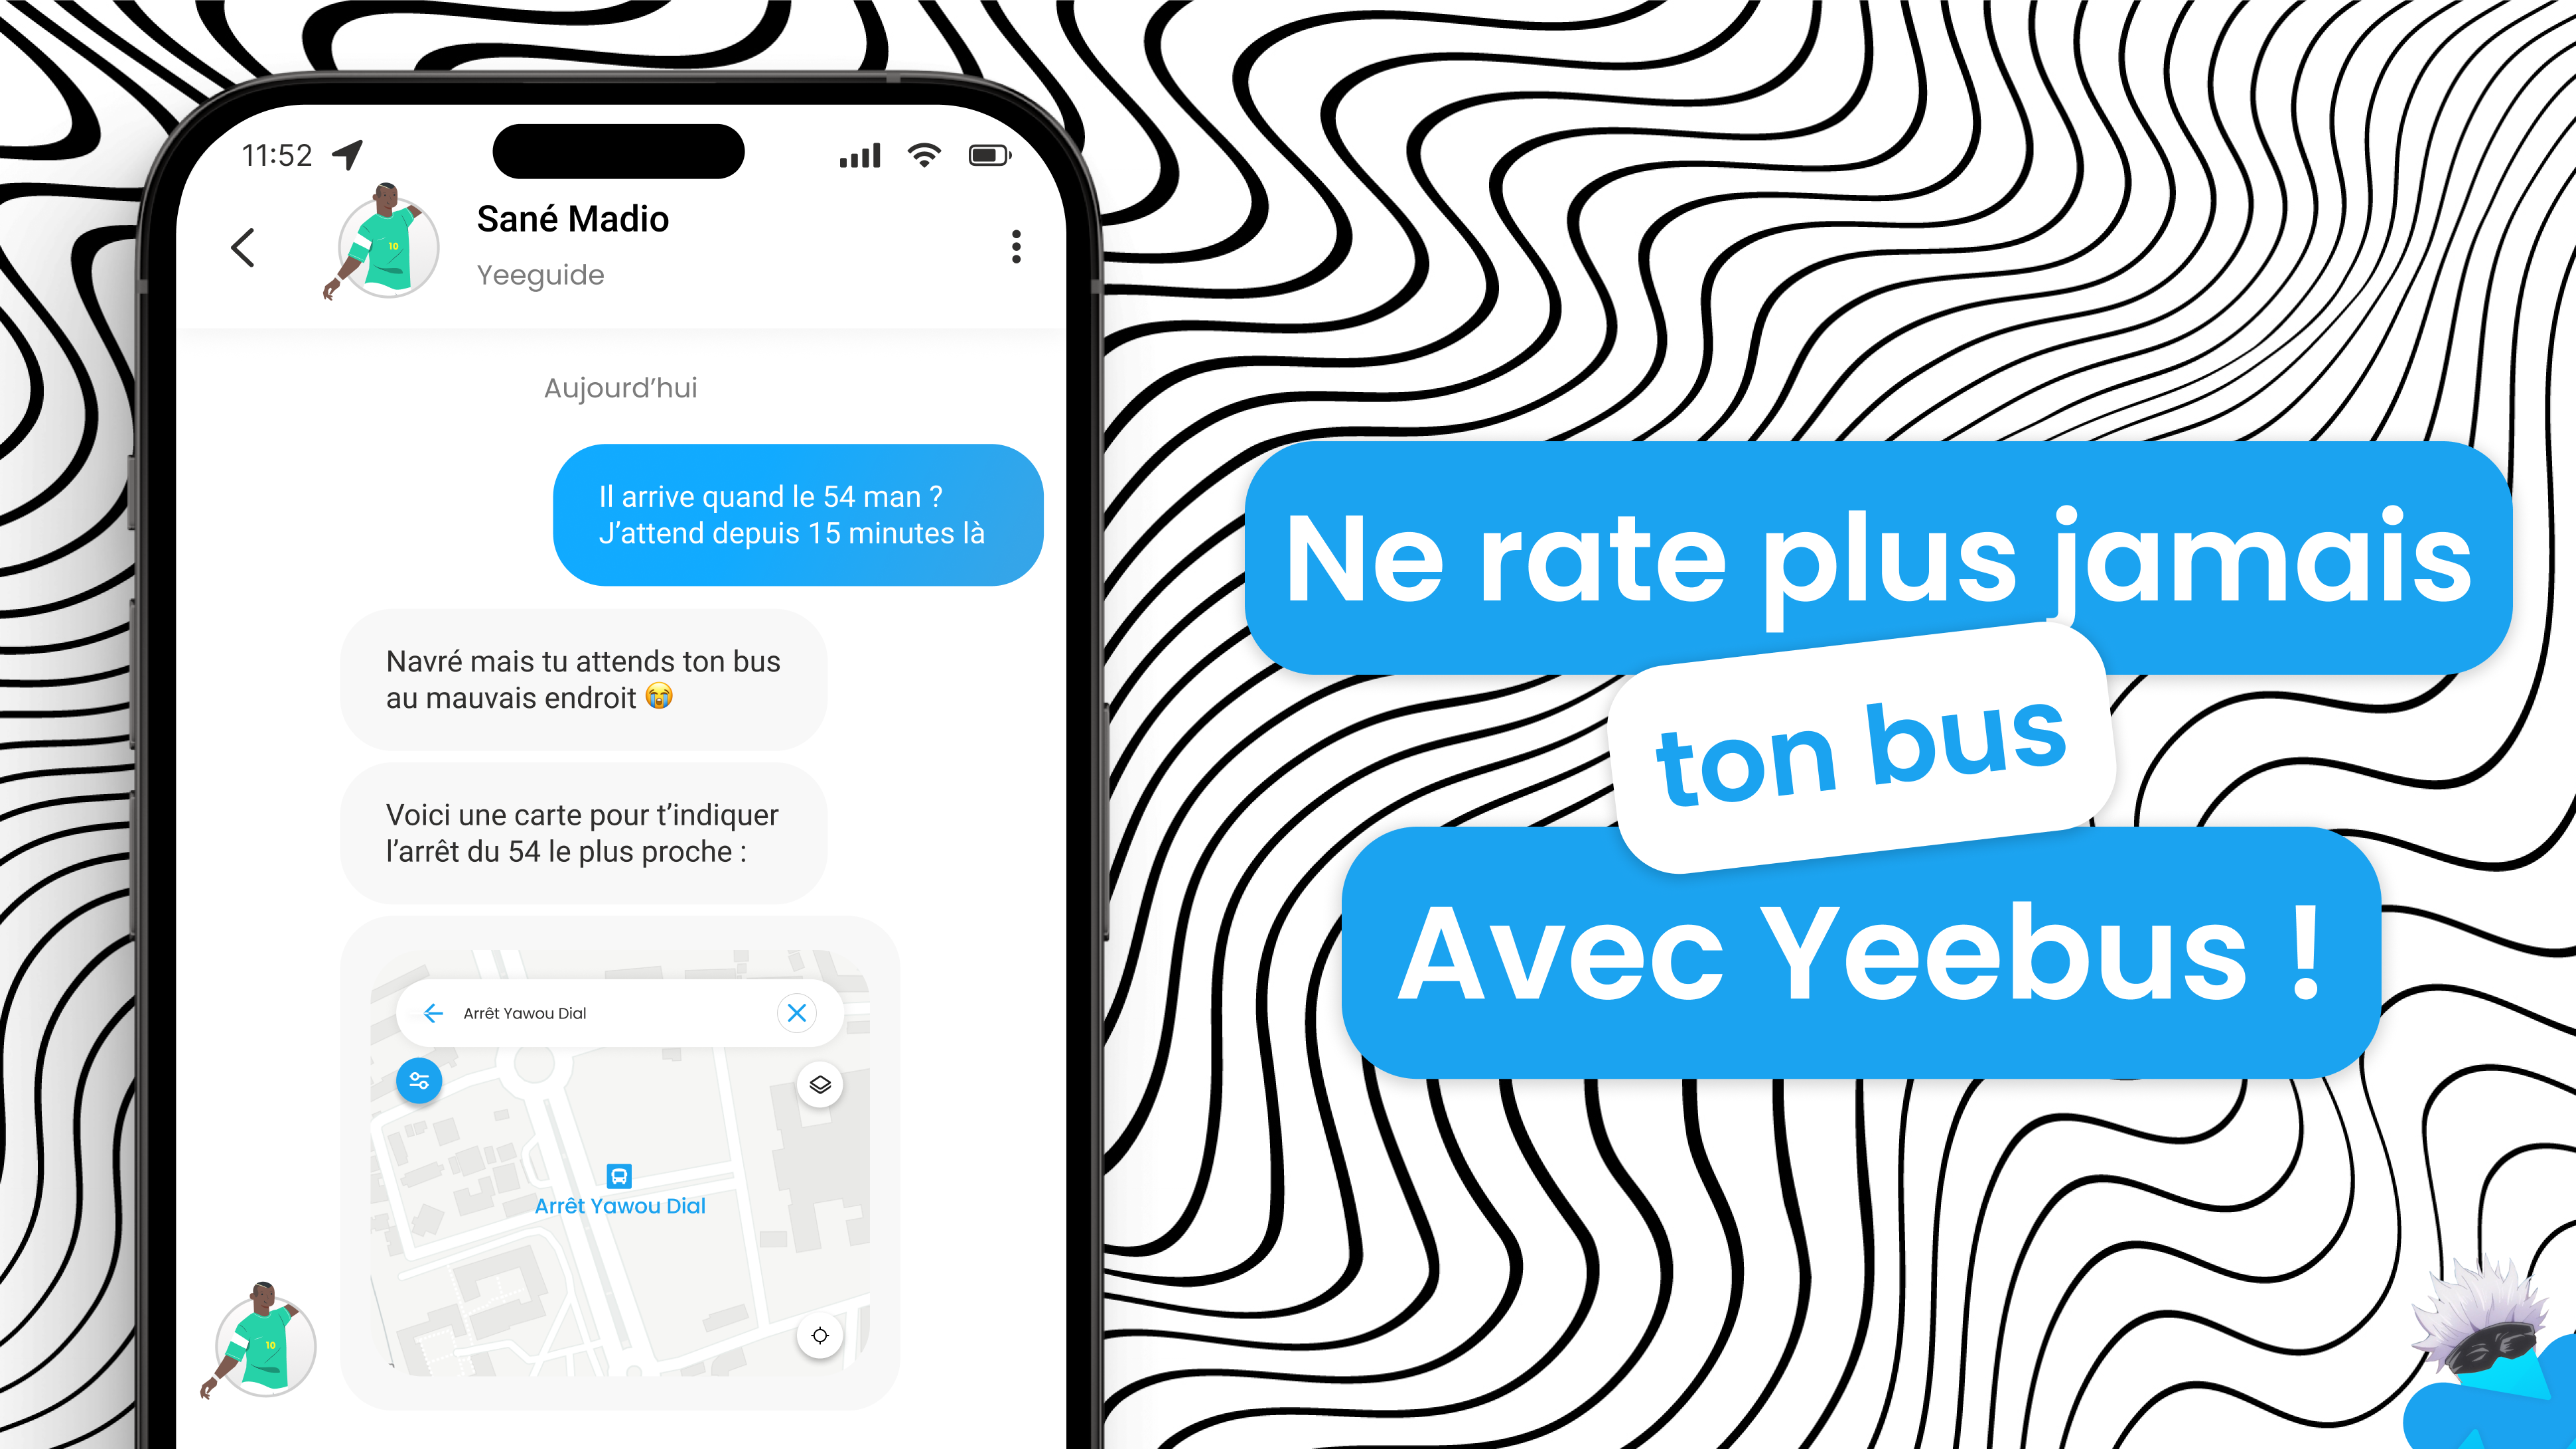 11:52
Sané Madio
Yeeguide
Aujourd’hui
Il arrive quand le 54 man ?
J’attend depuis 15 minutes là
Navré mais tu attends ton bus
au mauvais endroit 😭
Voici une carte pour t’indiquer
l’arrêt du 54 le plus proche :
Arrêt Yawou Dial
Arrêt Yawou Dial
10
10
Ne rate plus jamais
ton bus
Avec Yeebus !